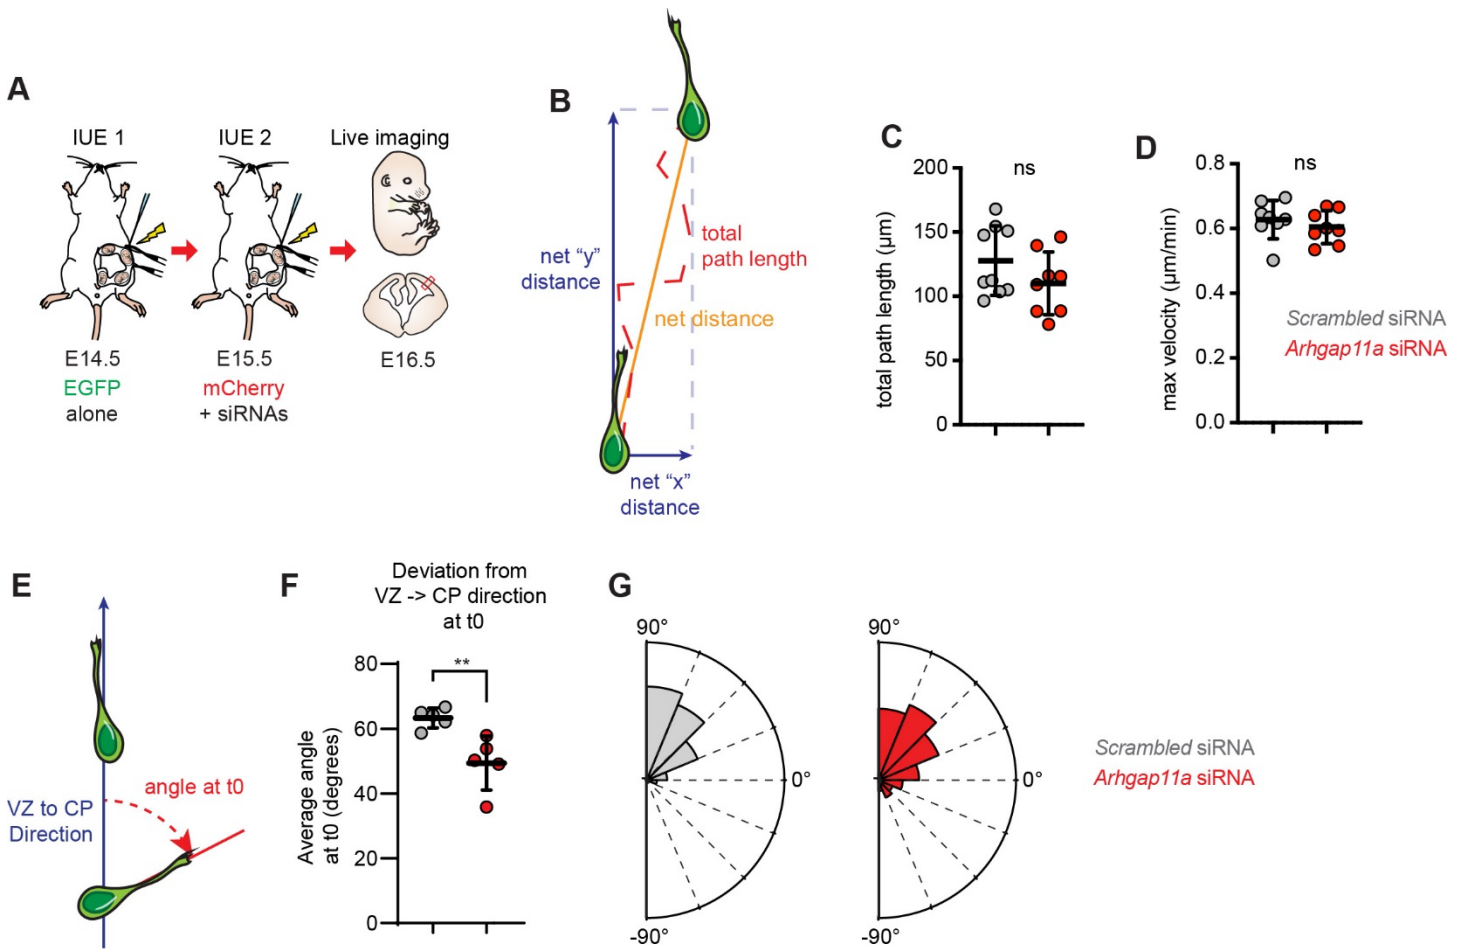 A
IUE 1
IUE 2
Live imaging
E14.5
E15.5
E16.5
EGFP
alone
mCherry
+ siRNAs
B
net “y”
distance
total
path length
net distance
net “x”
distance
C
ns
total path length (µm)
200
150
100
50
0
D
ns
max velocity (µm/min)
0.8
0.6
0.4
0.2
0.0
Scrambled siRNA
Arhgap11a siRNA
E
angle at t0
VZ to CP
Direction
F
Deviation from
VZ -> CP direction
at t0
**
Average angle
at t0 (degrees)
80
60
40
20
0
G
90°
0°
-90°
90°
0°
-90°
Scrambled siRNA
Arhgap11a siRNA